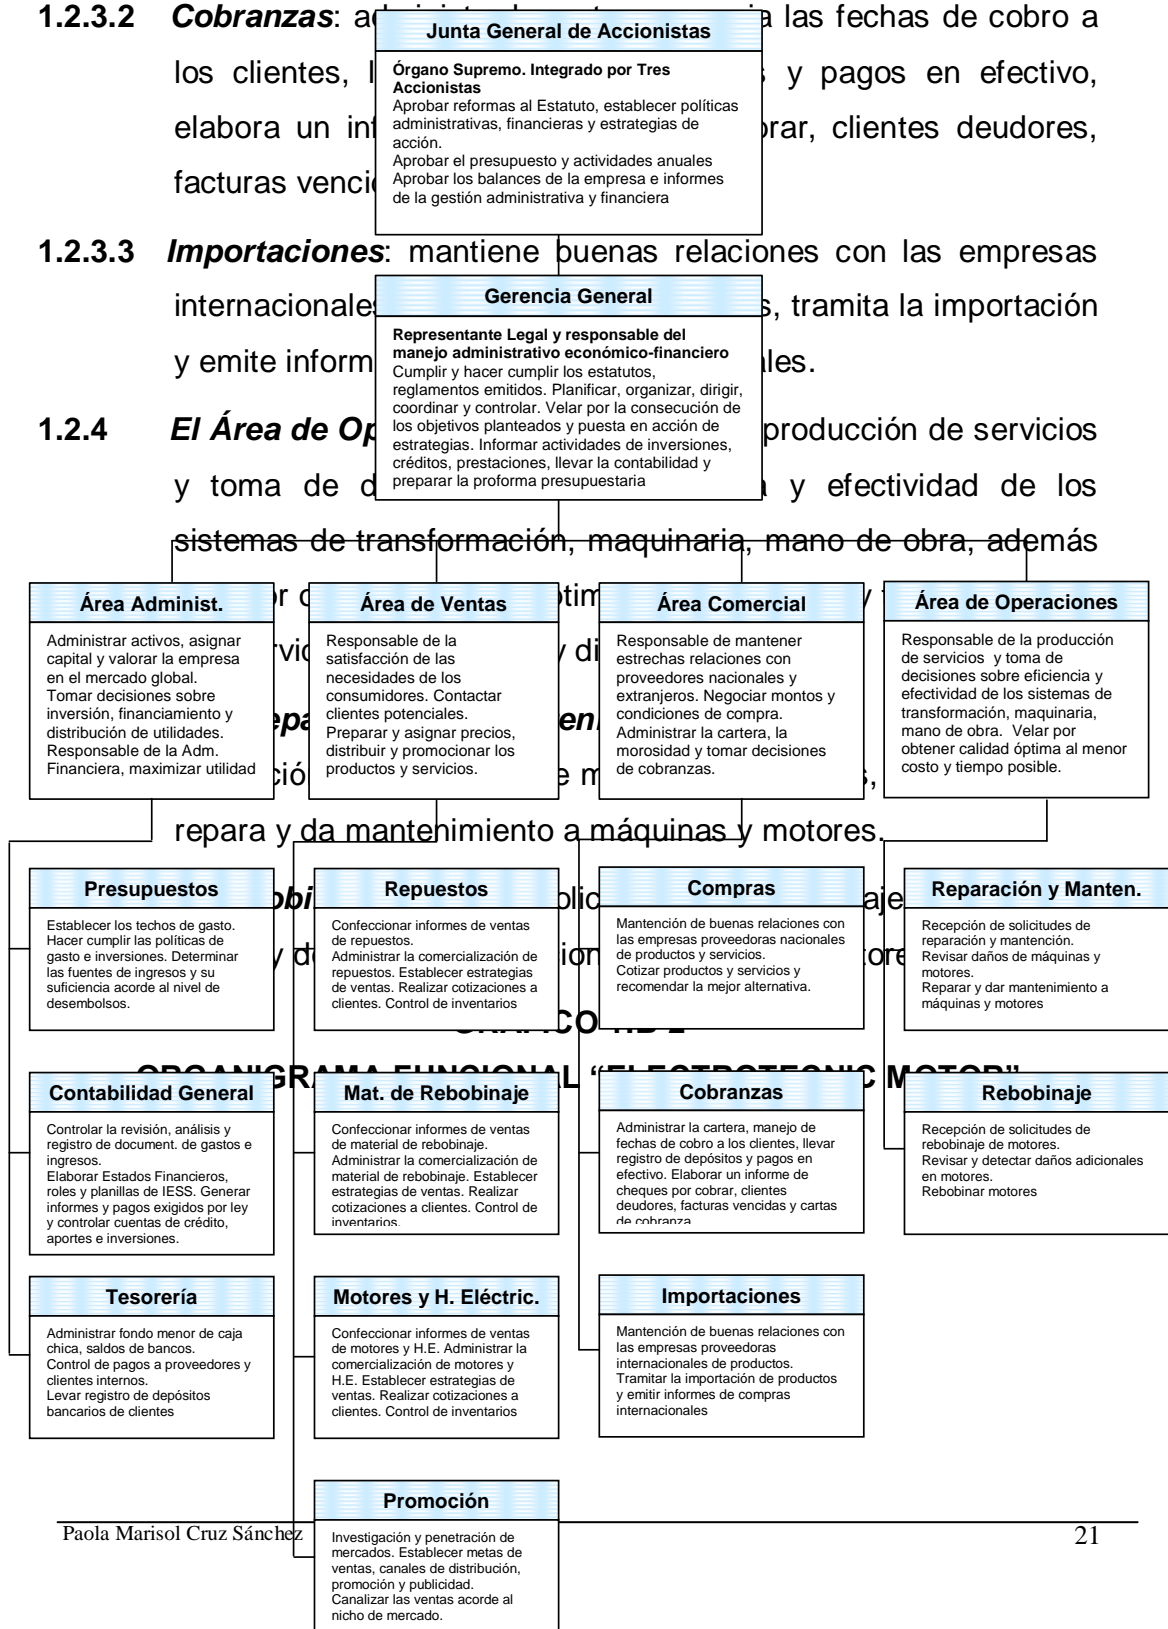 1.2.3.2 Cobranzas: las fechas de cobro a
los clientes, y pagos en efectivo,
elabora un clientes deudores,
facturas
Junta General de Accionistas
Órgano Supremo. Integrado por Tres
Accionistas
Aprobar reformas al Estatuto, establecer políticas
administrativas, financieras y estrategias de
acción.
Aprobar el presupuesto y actividades anuales
Aprobar los balances de la empresa e informes
de la gestión administrativa y financiera
1.2.3.3 Importaciones: mantiene buenas relaciones con las empresas
internacionales , tramita la importación
y emite
Gerencia General
Representante Legal y responsable del
manejo administrativo económico-financiero
Cumplir y hacer cumplir los estatutos,
reglamentos emitidos. Planificar, organizar, dirigir,
coordinar y controlar. Velar por la consecución de
los objetivos planteados y puesta en acción de
estrategias. Informar actividades de inversiones,
créditos, prestaciones, llevar la contabilidad y
preparar la proforma presupuestaria
1.2.4 El Área de producción de servicios
y toma de y efectividad de los
sistemas de transformación, maquinaria, mano de obra, además
Área Administ.
Administrar activos, asignar
capital y valorar la empresa
en el mercado global.
Tomar decisiones sobre
inversión, financiamiento y
distribución de utilidades.
Responsable de la Adm.
Financiera, maximizar utilidad
Área de Ventas
Responsable de la
satisfacción de las
necesidades de los
consumidores. Contactar
clientes potenciales.
Preparar y asignar precios,
distribuir y promocionar los
productos y servicios.
Área Comercial
Responsable de mantener
estrechas relaciones con
proveedores nacionales y
extranjeros. Negociar montos y
condiciones de compra.
Administrar la cartera, la
morosidad y tomar decisiones
de cobranzas.
Área de Operaciones
Responsable de la producción
de servicios y toma de
decisiones sobre eficiencia y
efectividad de los sistemas de
transformación, maquinaria,
mano de obra. Velar por
obtener calidad óptima al menor
costo y tiempo posible.
repara y da mantenimiento a máquinas y motores.
Presupuestos
Establecer los techos de gasto.
Hacer cumplir las políticas de
gasto e inversiones. Determinar
las fuentes de ingresos y su
suficiencia acorde al nivel de
desembolsos.
Repuestos
Confeccionar informes de ventas
de repuestos.
Administrar la comercialización de
repuestos. Establecer estrategias
de ventas. Realizar cotizaciones a
clientes. Control de inventarios
Compras
Mantención de buenas relaciones con
las empresas proveedoras nacionales
de productos y servicios.
Cotizar productos y servicios y
recomendar la mejor alternativa.
Reparación y Manten.
Recepción de solicitudes de
reparación y mantención.
Revisar daños de máquinas y
motores.
Reparar y dar mantenimiento a
máquinas y motores
ORGANIGRAMA FUNCIONAL “ELECTROTECNIC MOTOR”
Contabilidad General
Controlar la revisión, análisis y
registro de document. de gastos e
ingresos.
Elaborar Estados Financieros,
roles y planillas de IESS. Generar
informes y pagos exigidos por ley
y controlar cuentas de crédito,
aportes e inversiones.
Mat. de Rebobinaje
Confeccionar informes de ventas
de material de rebobinaje.
Administrar la comercialización de
material de rebobinaje. Establecer
estrategias de ventas. Realizar
cotizaciones a clientes. Control de
inventarios.
Cobranzas
Administrar la cartera, manejo de
fechas de cobro a los clientes, llevar
registro de depósitos y pagos en
efectivo. Elaborar un informe de
cheques por cobrar, clientes
deudores, facturas vencidas y cartas
de cobranza
Rebobinaje
Recepción de solicitudes de
rebobinaje de motores.
Revisar y detectar daños adicionales
en motores.
Rebobinar motores
Tesorería
Administrar fondo menor de caja
chica, saldos de bancos.
Control de pagos a proveedores y
clientes internos.
Levar registro de depósitos
bancarios de clientes
Motores y H. Eléctric.
Confeccionar informes de ventas
de motores y H.E. Administrar la
comercialización de motores y
H.E. Establecer estrategias de
ventas. Realizar cotizaciones a
clientes. Control de inventarios
Importaciones
Mantención de buenas relaciones con
las empresas proveedoras
internacionales de productos.
Tramitar la importación de productos
y emitir informes de compras
internacionales
Promoción
Investigación y penetración de
mercados. Establecer metas de
ventas, canales de distribución,
promoción y publicidad.
Canalizar las ventas acorde al
nicho de mercado.
Paola Marisol Cruz Sánchez 21